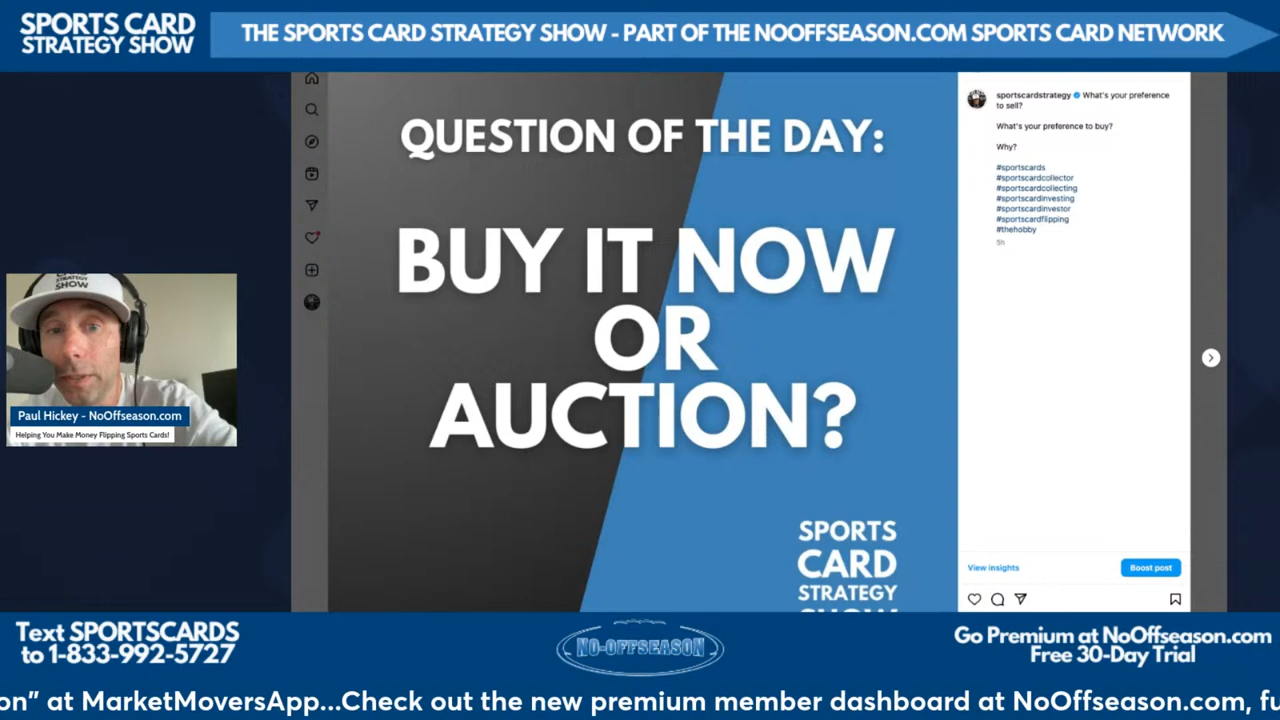 SPORTS CARD
STRATEGY SHOW
THE SPORTS CARD STRATEGY SHOW - PART OF THE NOOFFSEASON.COM SPORTS CARD NETWORK
QUESTION OF THE DAY:
BUY IT NOW
OR
AUCTION?
SPORTS
CARD
STRATEGY
SHOW
sportscardstrategy What's your preference
to sell?
What's your preference to buy?
Why?
#sportscards
#sportscardcollector
#sportscardcollecting
#sportscardinvesting
#sportscardinvestor
#sportscardflipping
#thehobby
5h
View insights
Boost post
STRATEGY
SHOW
Paul Hickey - NoOffseason.com
Helping You Make Money Flipping Sports Cards!
Text SPORTSCARDS
to 1-833-992-5727
NO-OFFSEASON
Go Premium at NoOffseason.com
Free 30-Day Trial
on" at MarketMoversApp...Check out the new premium member dashboard at NoOffseason.com, fu